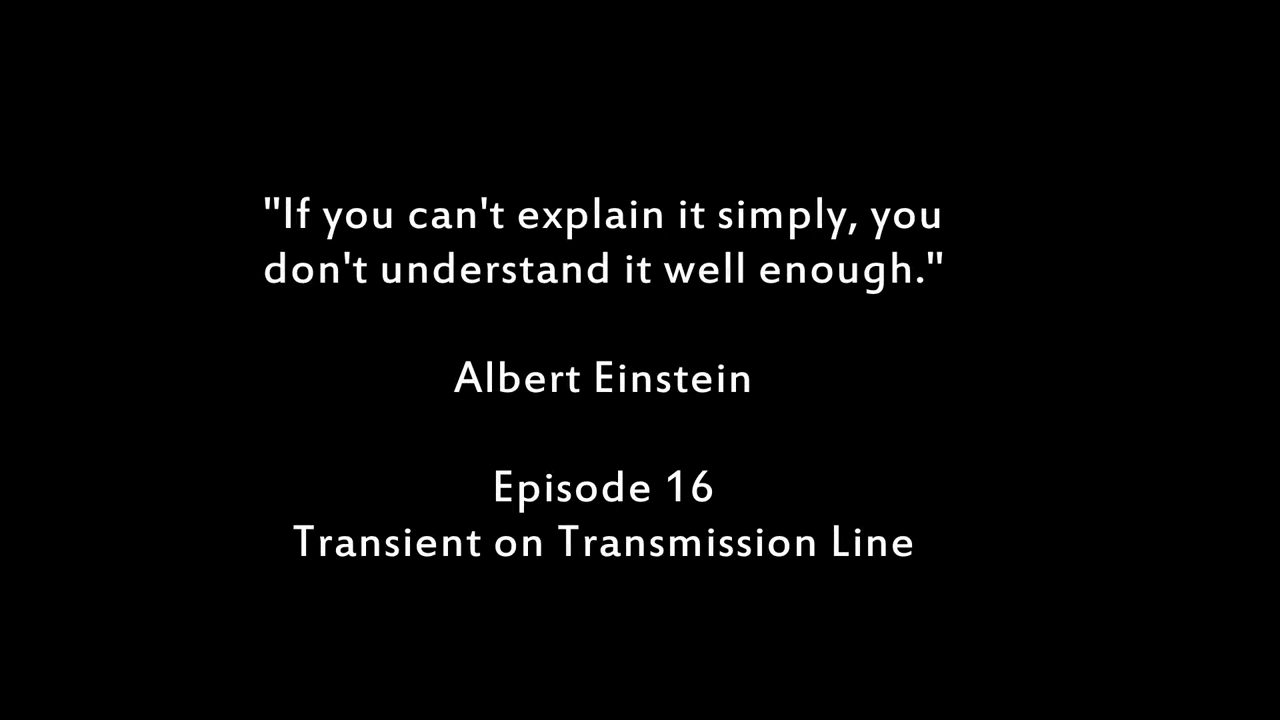 "If you can't explain it simply, you
don't understand it well enough."
Albert Einstein
Episode 16
Transient on Transmission Line